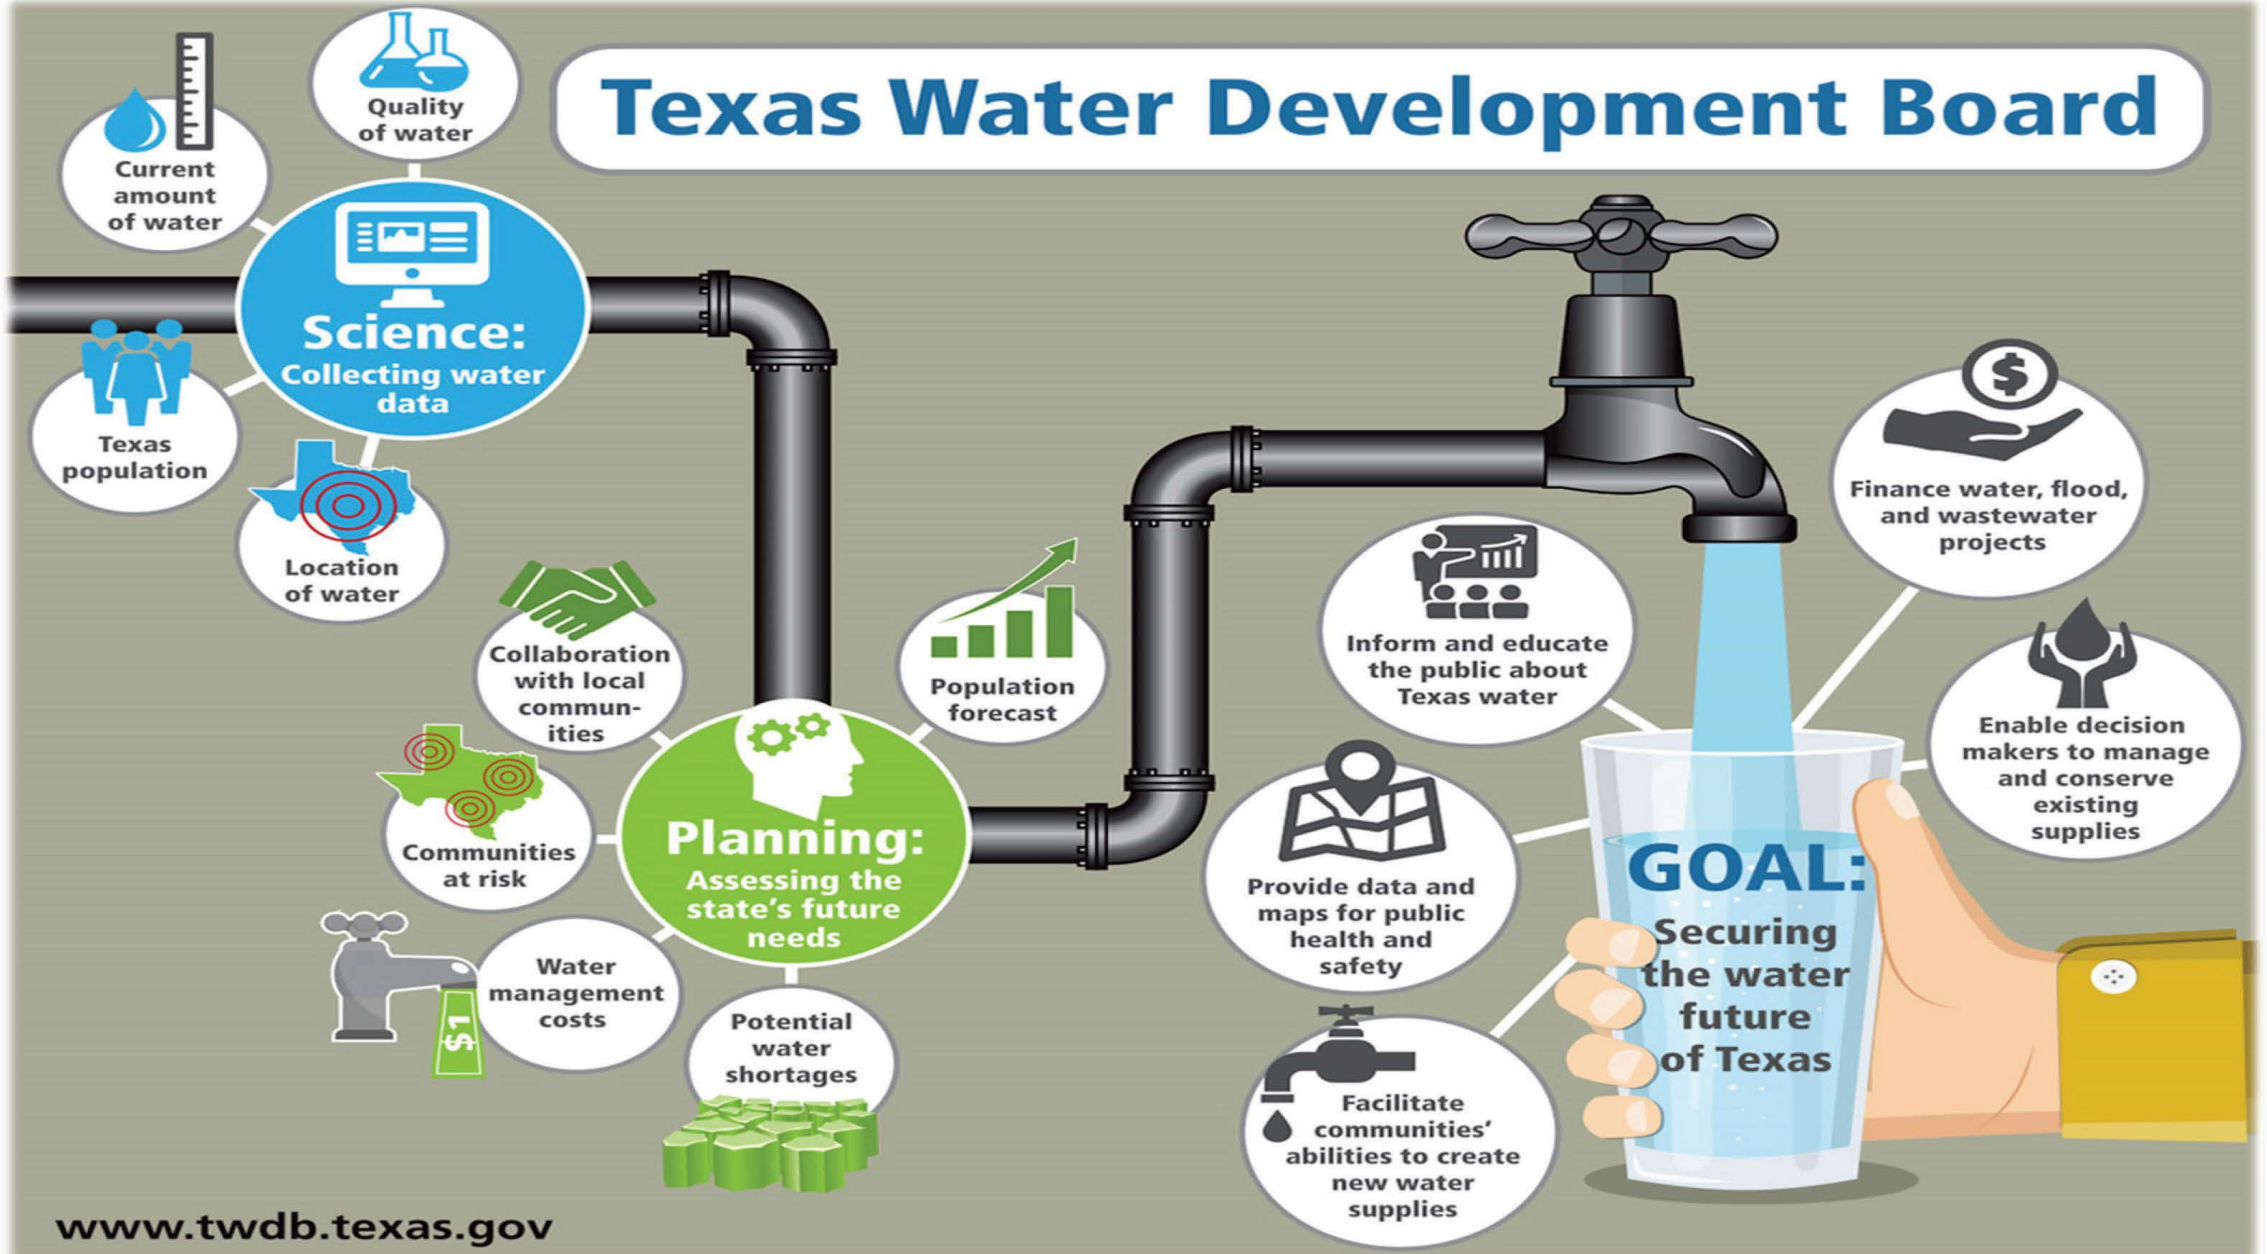 Texas Water Development Board
Quality
of water
Current
amount
of water
Science:
Collecting water
data
Texas
population
Location
of water
Collaboration
with local
commun-
ities
Population
forecast
Communities
at risk
Planning:
Assessing the
state's future
needs
Water
management
costs
$1
Potential
water
shortages
$
Finance water, flood,
and wastewater
projects
Inform and educate
the public about
Texas water
Enable decision
makers to manage
and conserve
existing
supplies
Provide data and
maps for public
health and
safety
Facilitate
communities'
abilities to create
new water
supplies
GOAL:
Securing
the water
future
of Texas
www.twdb.texas.gov